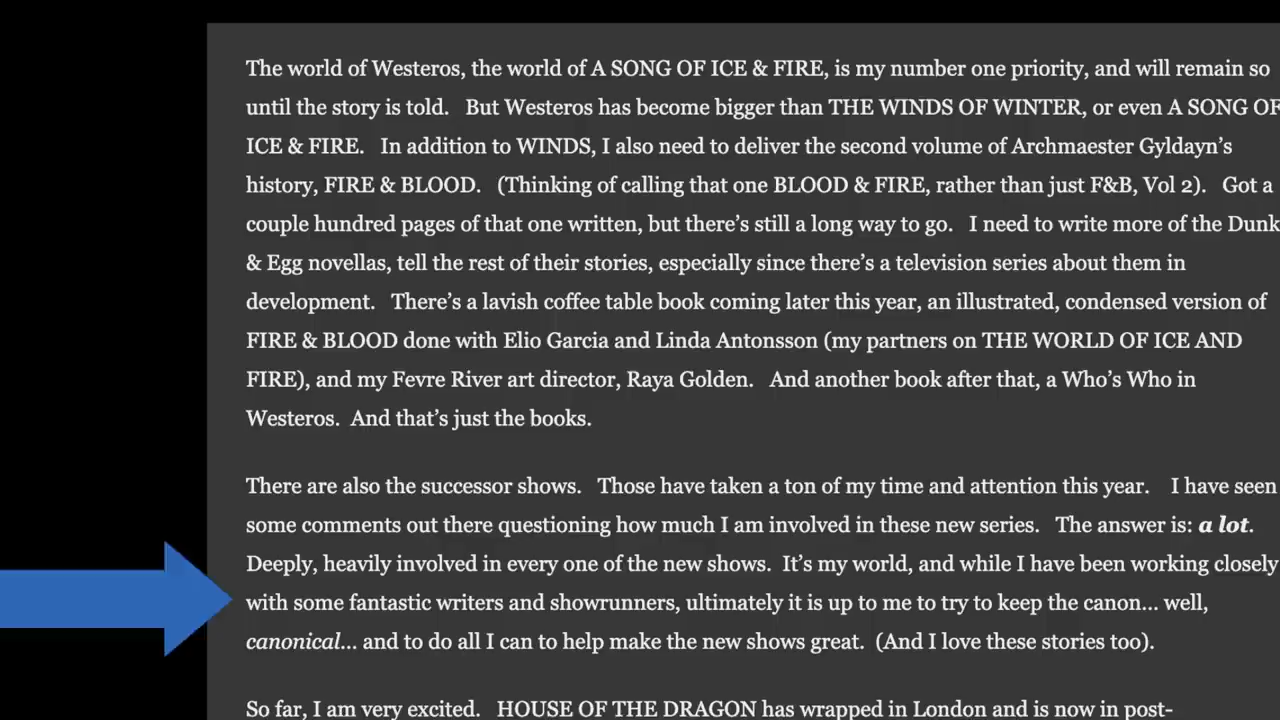 The world of Westeros, the world of A SONG OF ICE & FIRE, is my number one priority, and will remain so
until the story is told. But Westeros has become bigger than THE WINDS OF WINTER, or even A SONG OF
ICE & FIRE. In addition to WINDS, I also need to deliver the second volume of Archmaester Gyldayn’s
history, FIRE & BLOOD. (Thinking of calling that one BLOOD & FIRE, rather than just F&B, Vol 2). Got a
couple hundred pages of that one written, but there’s still a long way to go. I need to write more of the Dunk
& Egg novellas, tell the rest of their stories, especially since there’s a television series about them in
development. There’s a lavish coffee table book coming later this year, an illustrated, condensed version of
FIRE & BLOOD done with Elio Garcia and Linda Antonsson (my partners on THE WORLD OF ICE AND
FIRE), and my Fevre River art director, Raya Golden. And another book after that, a Who’s Who in
Westeros. And that’s just the books.
There are also the successor shows. Those have taken a ton of my time and attention this year. I have seen
some comments out there questioning how much I am involved in these new series. The answer is: a lot.
Deeply, heavily involved in every one of the new shows. It’s my world, and while I have been working closely
with some fantastic writers and showrunners, ultimately it is up to me to try to keep the canon… well,
canonical… and to do all I can to help make the new shows great. (And I love these stories too).
So far, I am very excited. HOUSE OF THE DRAGON has wrapped in London and is now in post-